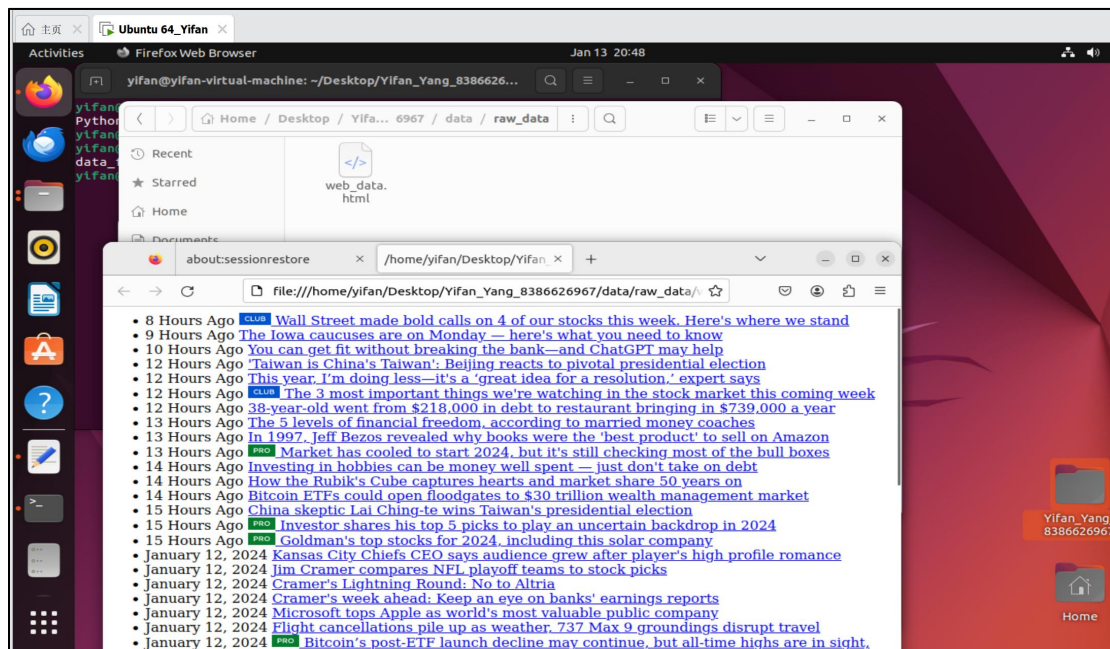 主页
Ubuntu 64_Yifan
Activities
Firefox Web Browser
Jan 13 20:48
yifan@yifan-virtual-machine: ~/Desktop/Yifan_Yang_8386626...
yifan
Python
yifan
yifan
data_
yifan
Home / Desktop / Yifa... 6967 / data / raw_data
Recent
Starred
Home
Documents
web_data.
html
about:sessionrestore
/home/yifan/Desktop/Yifan_
file:///home/yifan/Desktop/Yifan_Yang_8386626967/data/raw_data/
8 Hours Ago CLUB Wall Street made bold calls on 4 of our stocks this week. Here's where we stand
9 Hours Ago The Iowa caucuses are on Monday — here's what you need to know
10 Hours Ago You can get fit without breaking the bank—and ChatGPT may help
12 Hours Ago 'Taiwan is China's Taiwan': Beijing reacts to pivotal presidential election
12 Hours Ago This year, I’m doing less—it's a ‘great idea for a resolution,’ expert says
12 Hours Ago CLUB The 3 most important things we're watching in the stock market this coming week
12 Hours Ago 38-year-old went from $218,000 in debt to restaurant bringing in $739,000 a year
13 Hours Ago The 5 levels of financial freedom, according to married money coaches
13 Hours Ago In 1997, Jeff Bezos revealed why books were the 'best product' to sell on Amazon
13 Hours Ago PRO Market has cooled to start 2024, but it's still checking most of the bull boxes
14 Hours Ago Investing in hobbies can be money well spent — just don't take on debt
14 Hours Ago How the Rubik's Cube captures hearts and market share 50 years on
14 Hours Ago Bitcoin ETFs could open floodgates to $30 trillion wealth management market
15 Hours Ago China skeptic Lai Ching-te wins Taiwan's presidential election
15 Hours Ago PRO Investor shares his top 5 picks to play an uncertain backdrop in 2024
15 Hours Ago PRO Goldman's top stocks for 2024, including this solar company
January 12, 2024 Kansas City Chiefs CEO says audience grew after player's high profile romance
January 12, 2024 Jim Cramer compares NFL playoff teams to stock picks
January 12, 2024 Cramer's Lightning Round: No to Altria
January 12, 2024 Cramer's week ahead: Keep an eye on banks' earnings reports
January 12, 2024 Microsoft tops Apple as world's most valuable public company
January 12, 2024 Flight cancellations pile up as weather, 737 Max 9 groundings disrupt travel
January 12, 2024 PRO Bitcoin’s post-ETF launch decline may continue, but all-time highs are in sight,
Yifan_Yang
838662696
Home